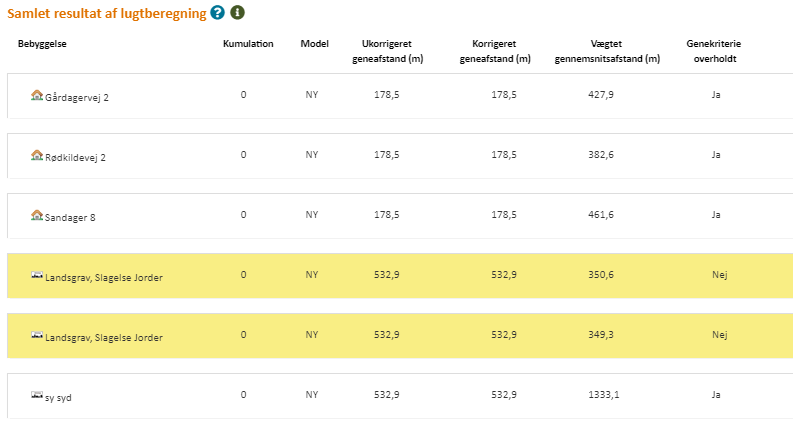 Samlet resultat af lugtberegning ? i
Bebyggelse Kumulation Model Ukorrigeret geneafstand (m) Korrigeret geneafstand (m) Vægtet gennemsnitsafstand (m) Genekriterie overholdt
Gårdagervej 2 0 NY 178,5 178,5 427,9 Ja
Rødkildevej 2 0 NY 178,5 178,5 382,6 Ja
Sandager 8 0 NY 178,5 178,5 461,6 Ja
Landsgrav, Slagelse Jorder 0 NY 532,9 532,9 350,6 Nej
Landsgrav, Slagelse Jorder 0 NY 532,9 532,9 349,3 Nej
sy syd 0 NY 532,9 532,9 1333,1 Ja